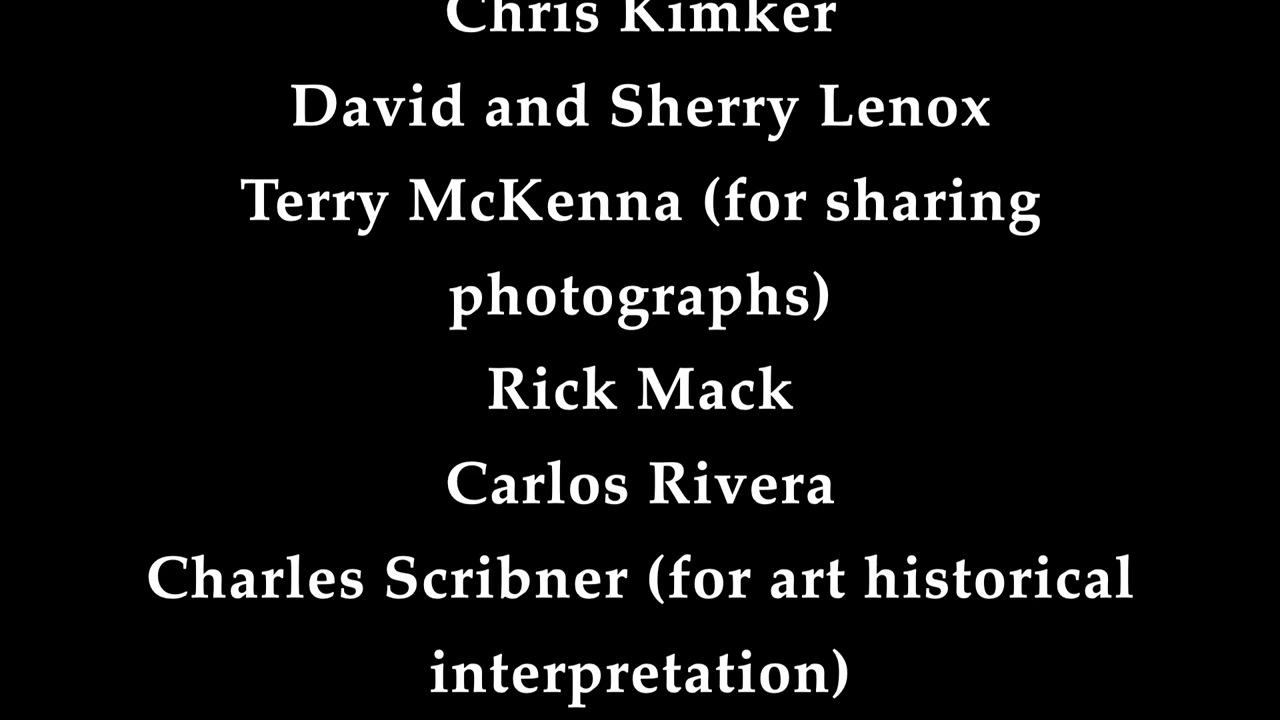 Chris Kimker
David and Sherry Lenox
Terry McKenna (for sharing
photographs)
Rick Mack
Carlos Rivera
Charles Scribner (for art historical
interpretation)